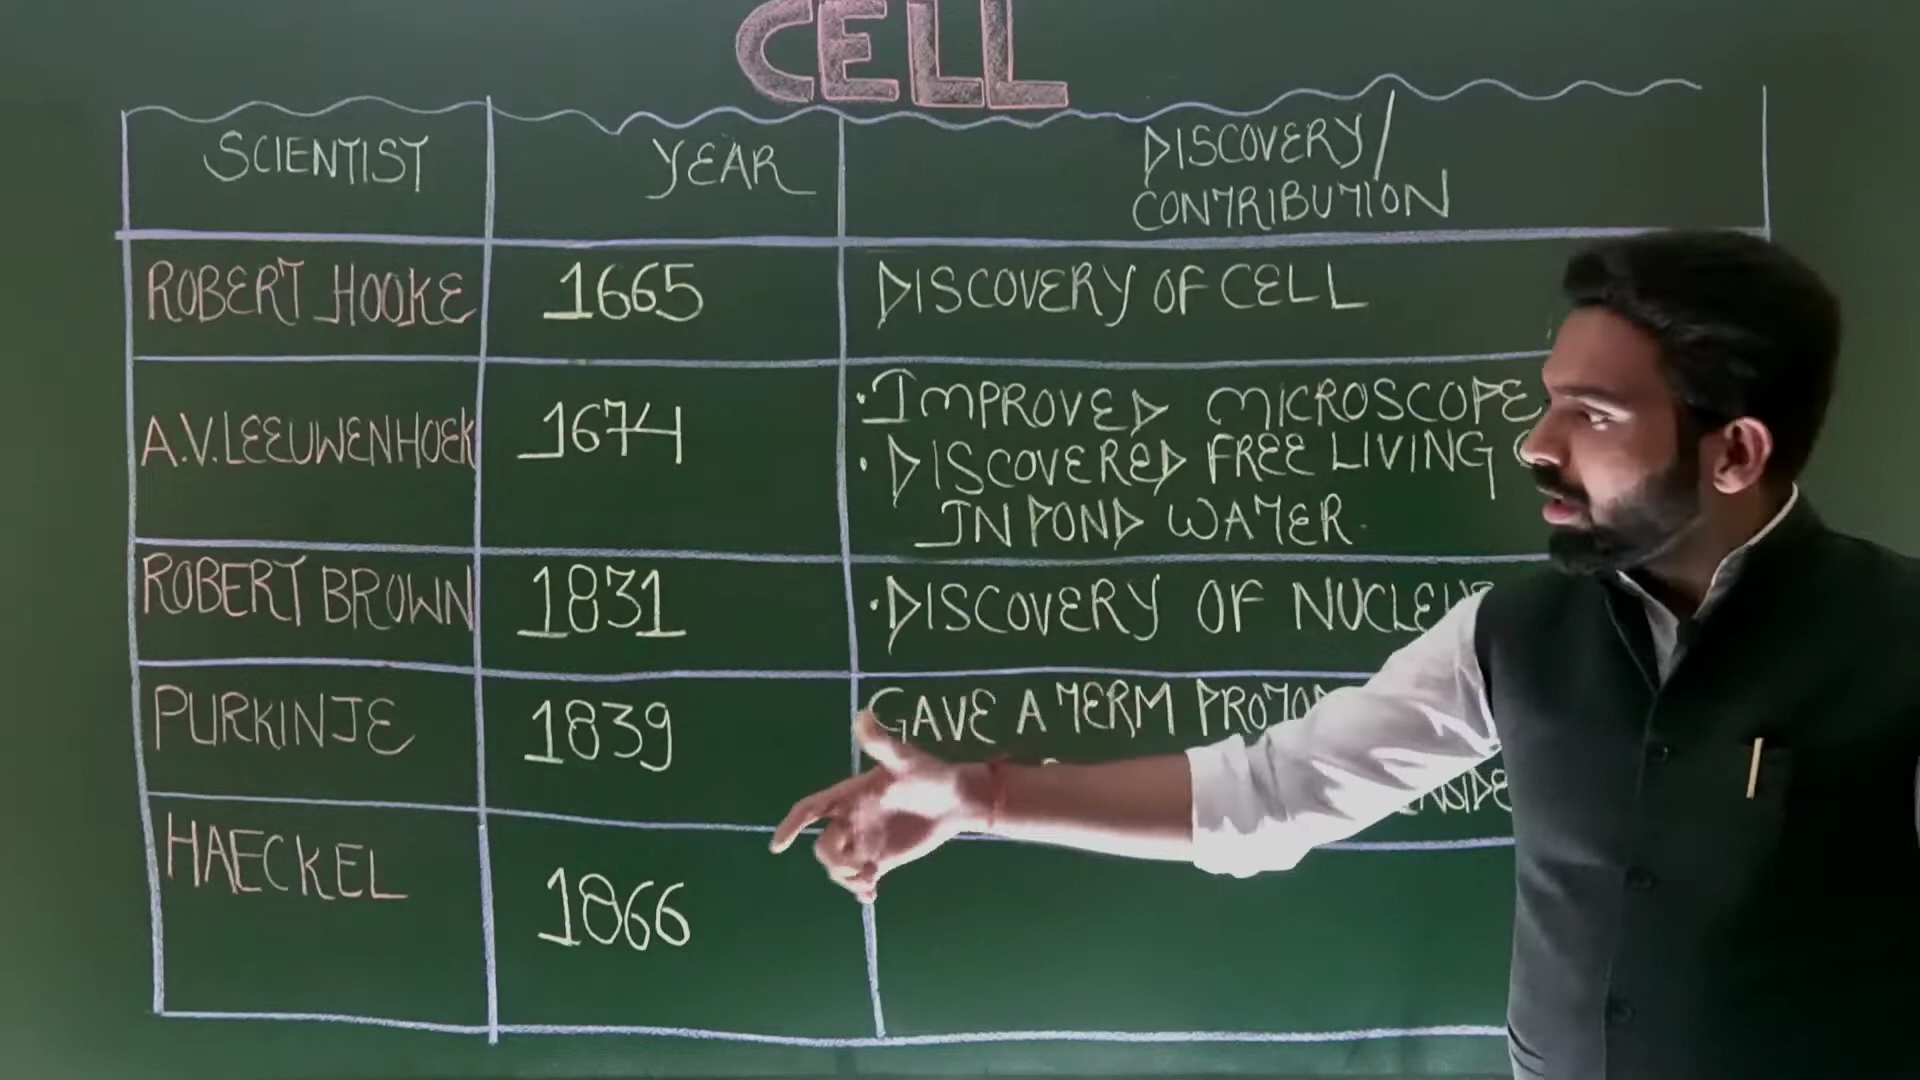 CELL
SCIENTIST YEAR DISCOVERY/
CONTRIBUTION
ROBERT HOOKE 1665 DISCOVERY OF CELL
A.V.LEEUWENHOEK 1674 •IMPROVED MICROSCOPE
•DISCOVERED FREE LIVING
IN POND WATER.
ROBERT BROWN 1831 •DISCOVERY OF
PURKINJE 1839 GAVE A TERM
HAECKEL 1866